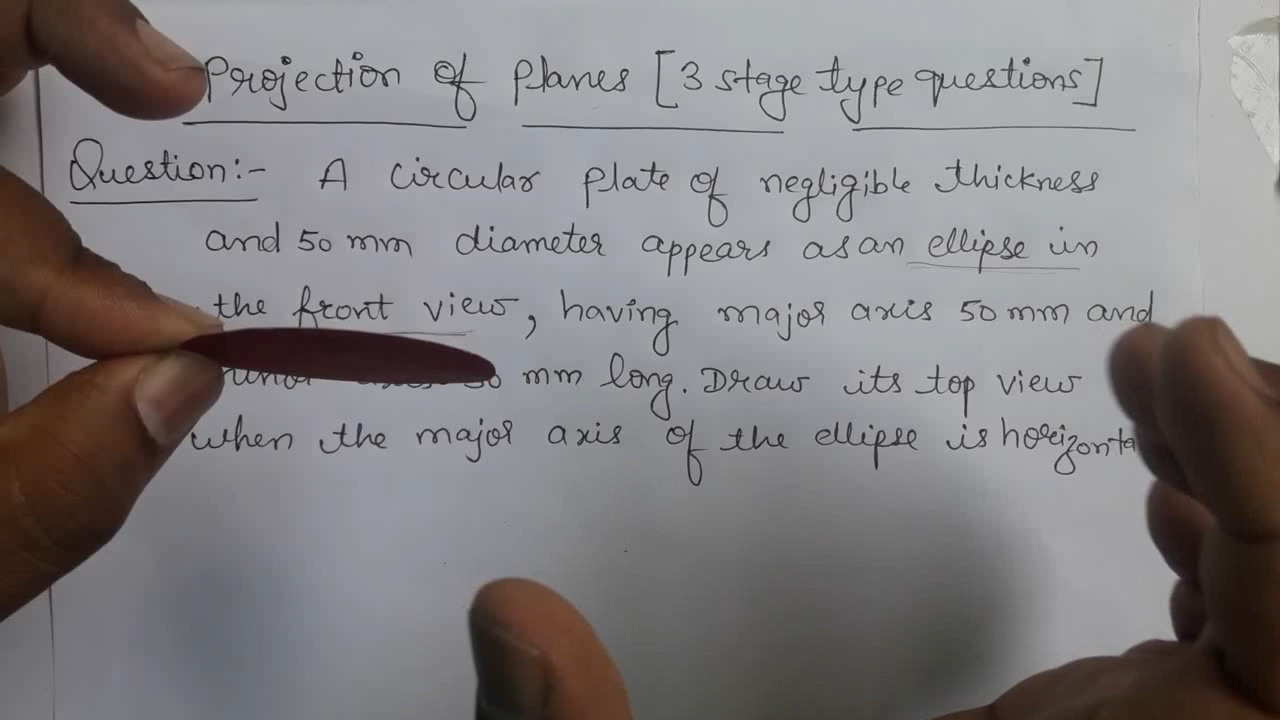 Projection of Planes [3 stage type questions]
Question:- A circular plate of negligible thickness
and 50 mm diameter appears as an ellipse in
the front view, having major axis 50 mm and
mm long. Draw its top view
when the major axis of the ellipse is horizonta